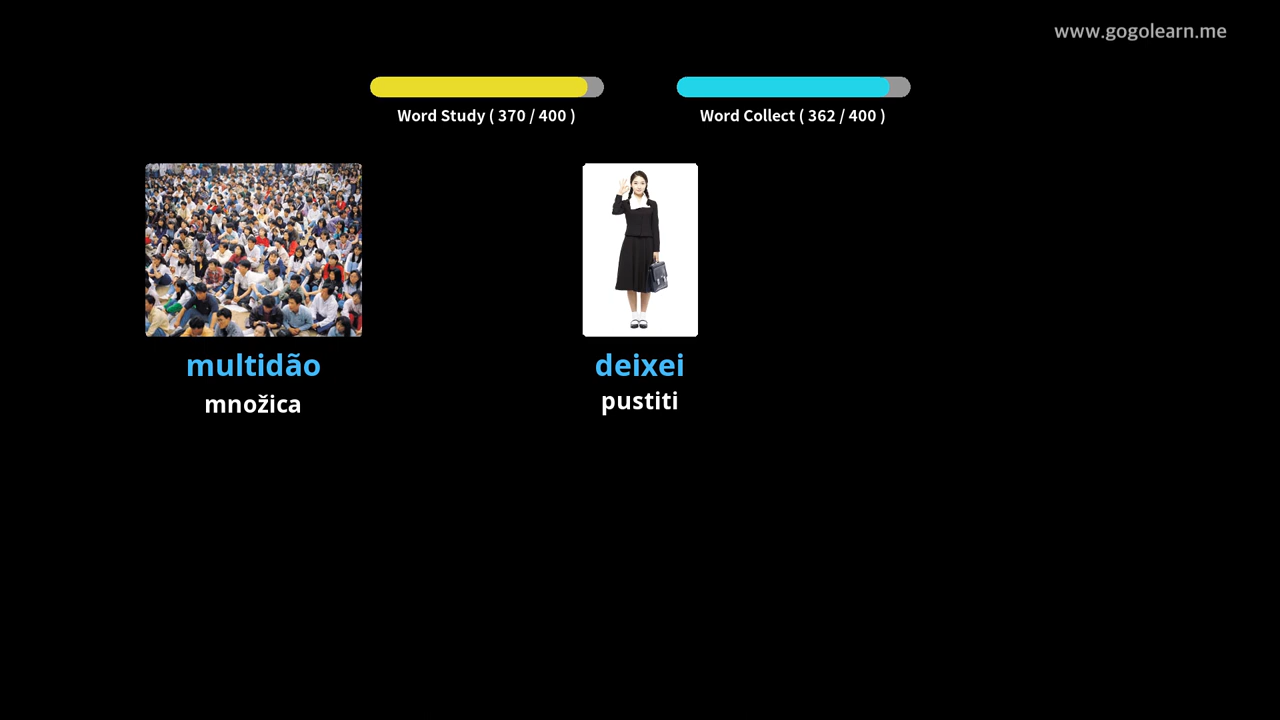 www.gogolearn.me
Word Study ( 370 / 400 )
Word Collect ( 362 / 400 )
multidão
množica
deixei
pustiti